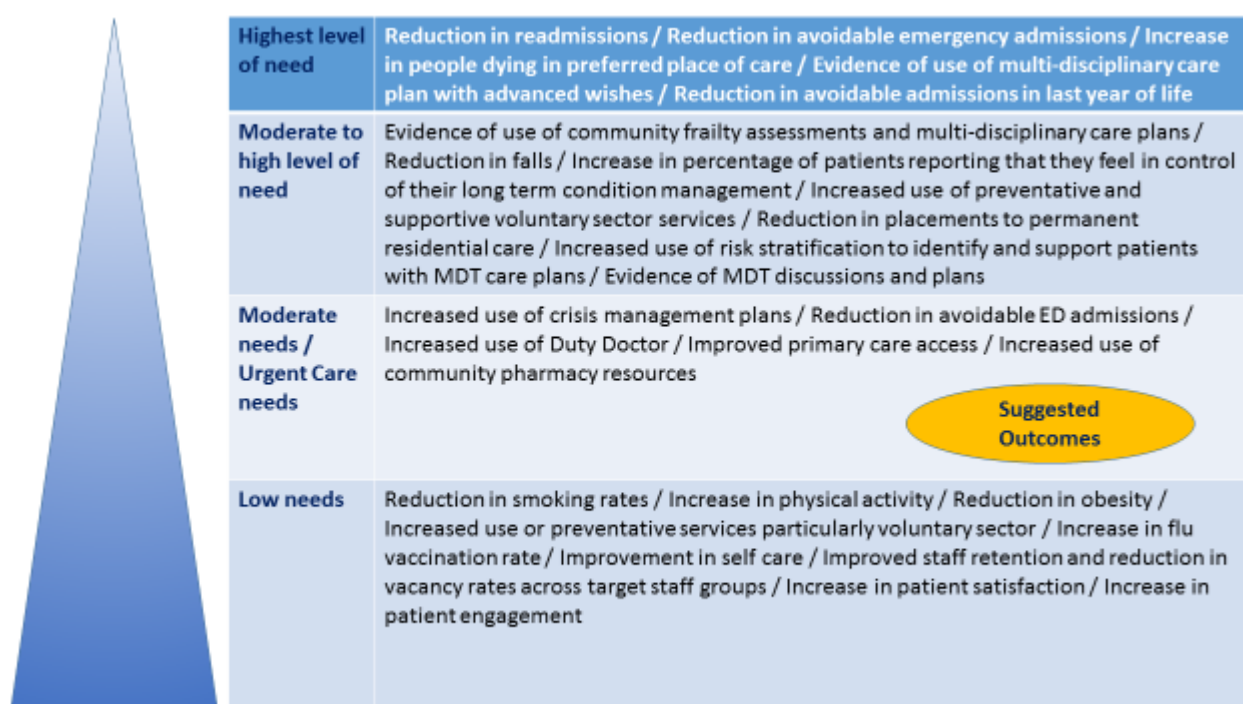 Highest level
of need
Reduction in readmissions / Reduction in avoidable emergency admissions / Increase
in people dying in preferred place of care / Evidence of use of multi-disciplinary care
plan with advanced wishes / Reduction in avoidable admissions in last year of life
Moderate to
high level of
need
Evidence of use of community frailty assessments and multi-disciplinary care plans /
Reduction in falls / Increase in percentage of patients reporting that they feel in control
of their long term condition management / Increased use of preventative and
supportive voluntary sector services / Reduction in placements to permanent
residential care / Increased use of risk stratification to identify and support patients
with MDT care plans / Evidence of MDT discussions and plans
Moderate
needs /
Urgent Care
needs
Increased use of crisis management plans / Reduction in avoidable ED admissions /
Increased use of Duty Doctor / Improved primary care access / Increased use of
community pharmacy resources
Suggested
Outcomes
Low needs
Reduction in smoking rates / Increase in physical activity / Reduction in obesity /
Increased use or preventative services particularly voluntary sector / Increase in flu
vaccination rate / Improvement in self care / Improved staff retention and reduction in
vacancy rates across target staff groups / Increase in patient satisfaction / Increase in
patient engagement